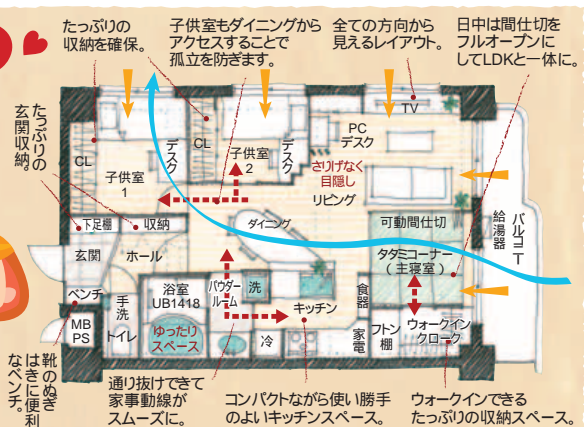 たっぷりの
収納を確保。
子供室もダイニングから
アクセスすることで
孤立を防ぎます。
全ての方向から
見えるレイアウト。
日中は間仕切を
フルオープンに
してLDKと一体に。
たっぷりの
玄関収納。
CL
子供室
1
デスク
CL
子供室
2
デスク
TV
PC
デスク
さりげなく
目隠し
リビング
下足棚
収納
玄関
ホール
ダイニング
可動間仕切
タタミコーナー
(主寝室)
給湯器
バルコニー
ベンチ
手洗
トイレ
浴室
UB1418
ゆったり
スペース
パウダー
ルーム
洗
冷
キッチン
食器
家電
フトン
棚
ウォークイン
クローク
MB
PS
靴のぬぎ
はきに便利
なベンチ。
通り抜けできて
家事動線が
スムーズに。
コンパクトながら使い勝手
のよいキッチンスペース。
ウォークインできる
たっぷりの収納スペース。